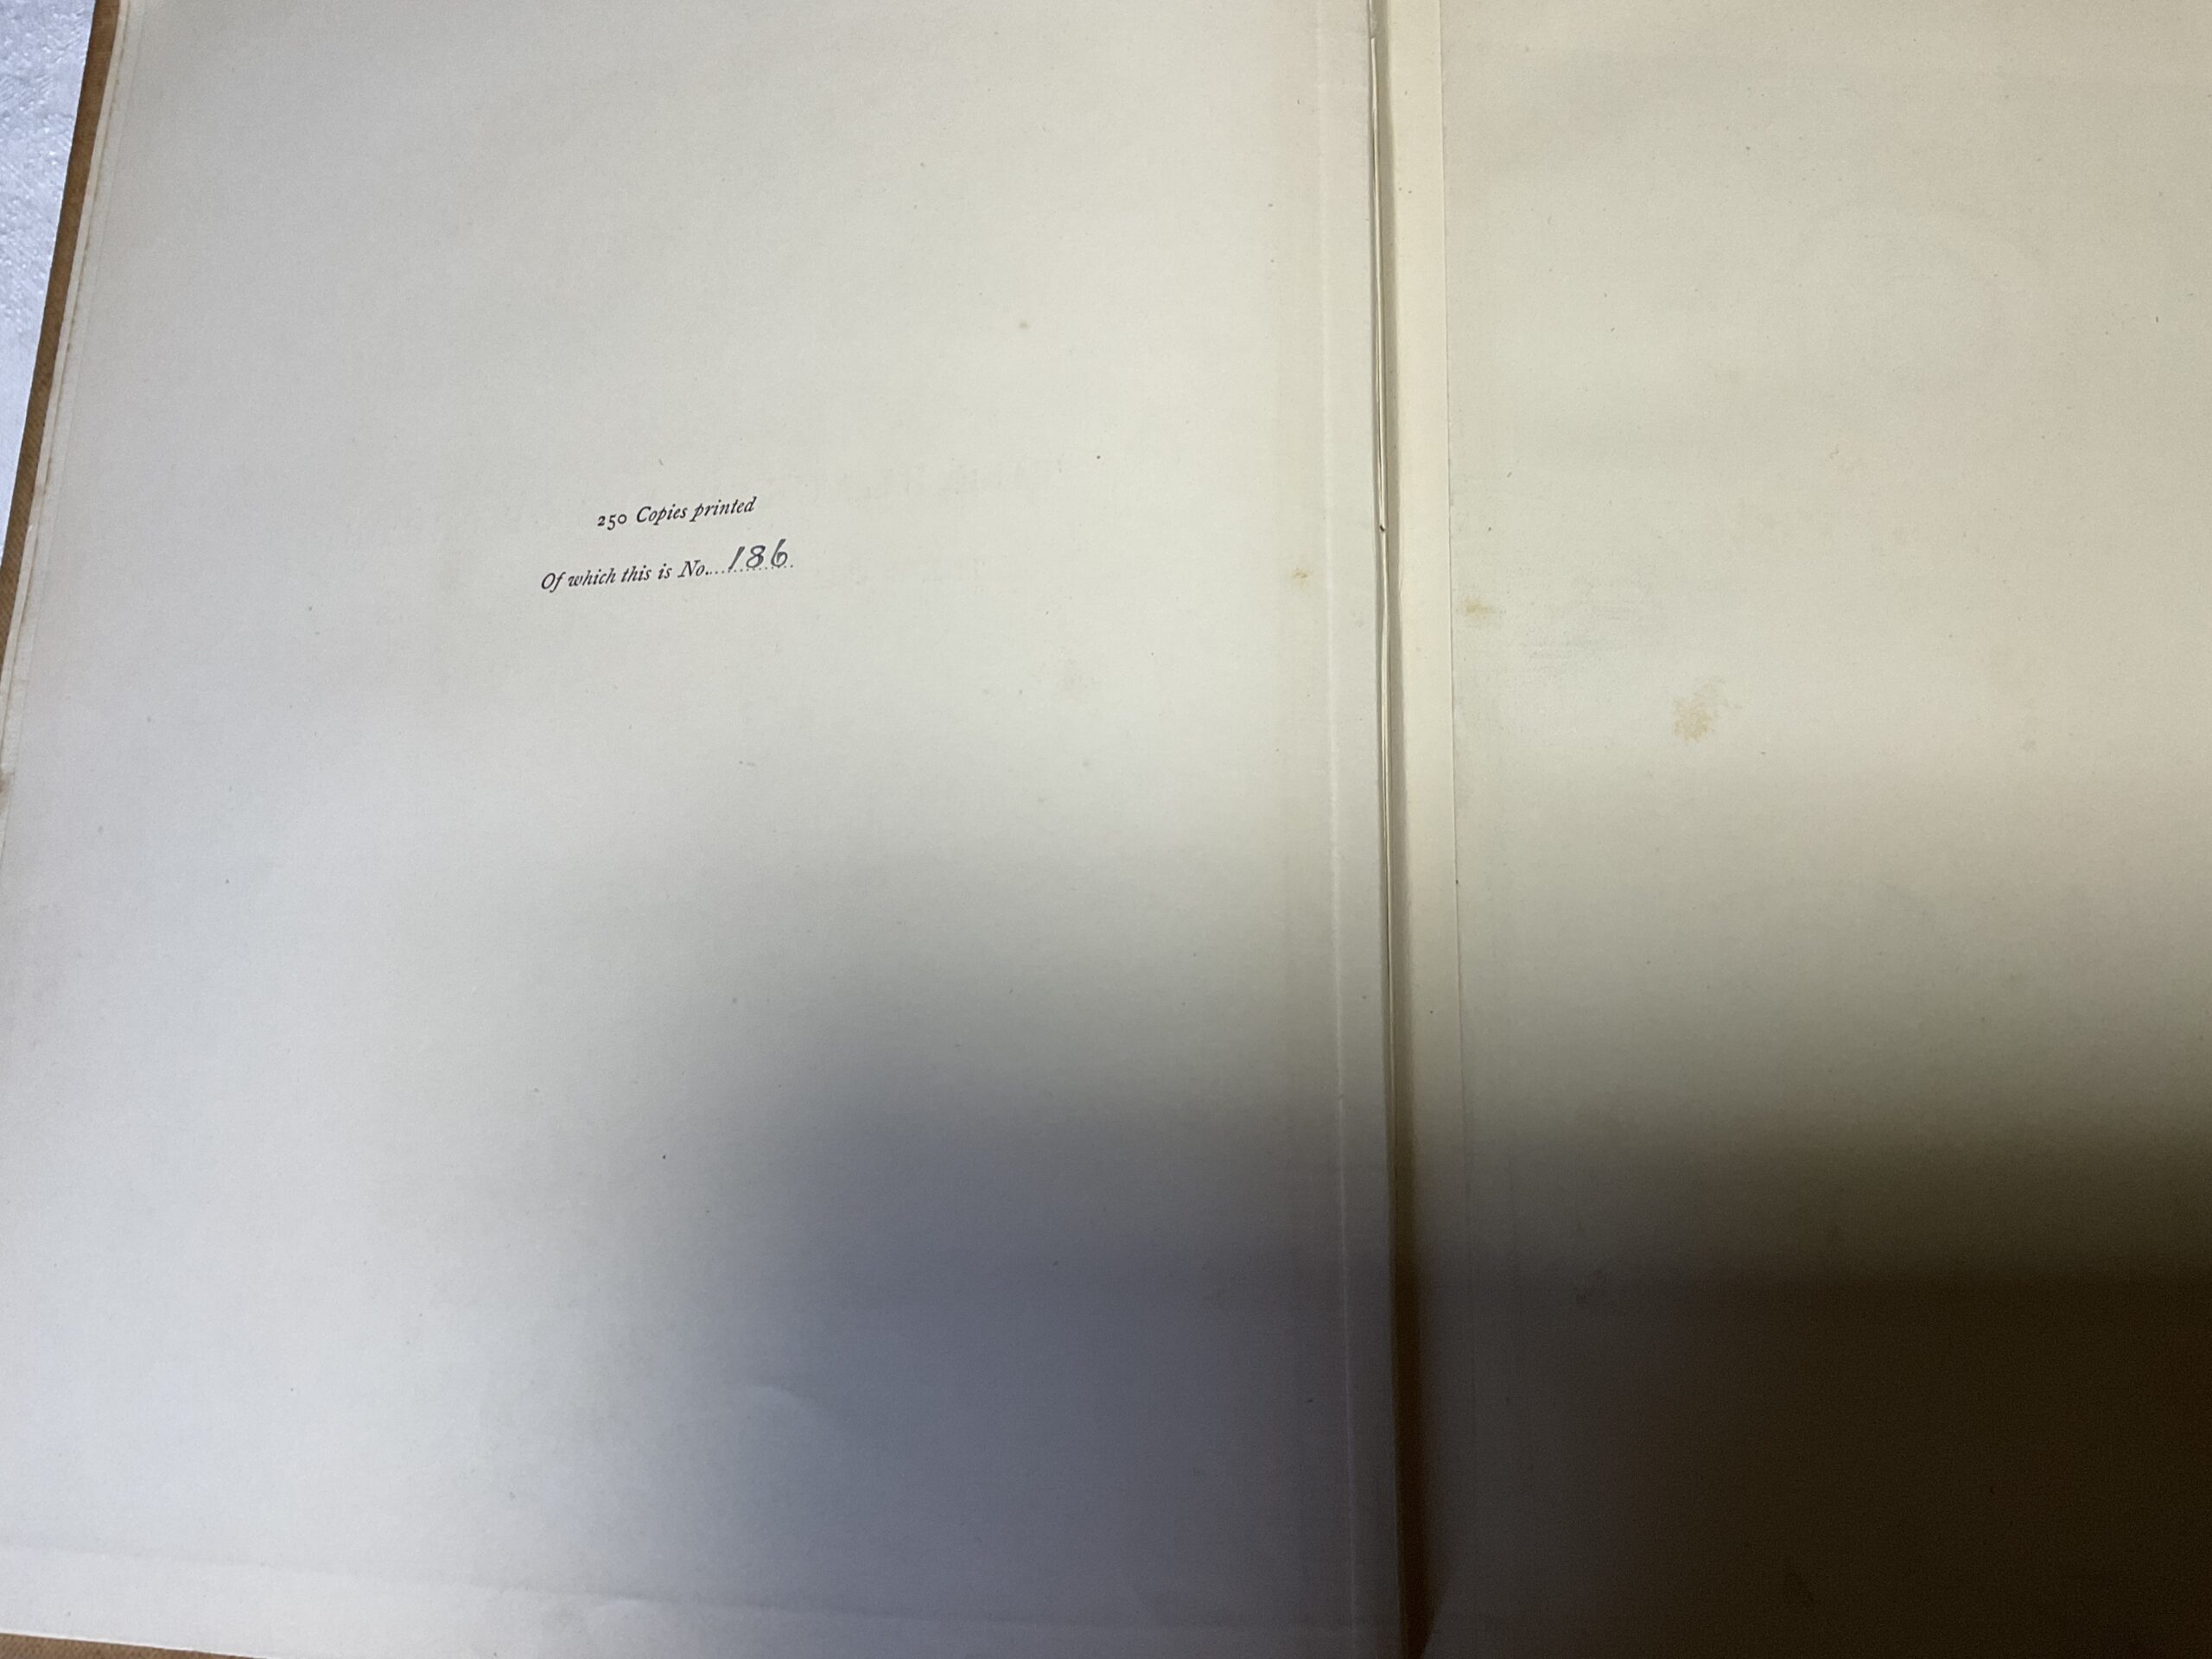 250 Copies printed
Of which this is No. 186